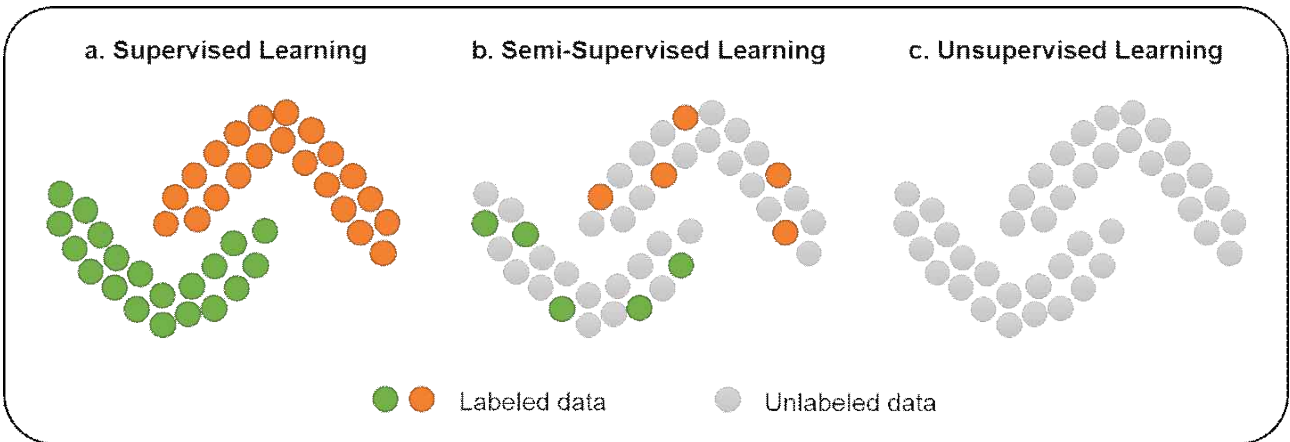 a. Supervised Learning
b. Semi-Supervised Learning
c. Unsupervised Learning
Labeled data
Unlabeled data